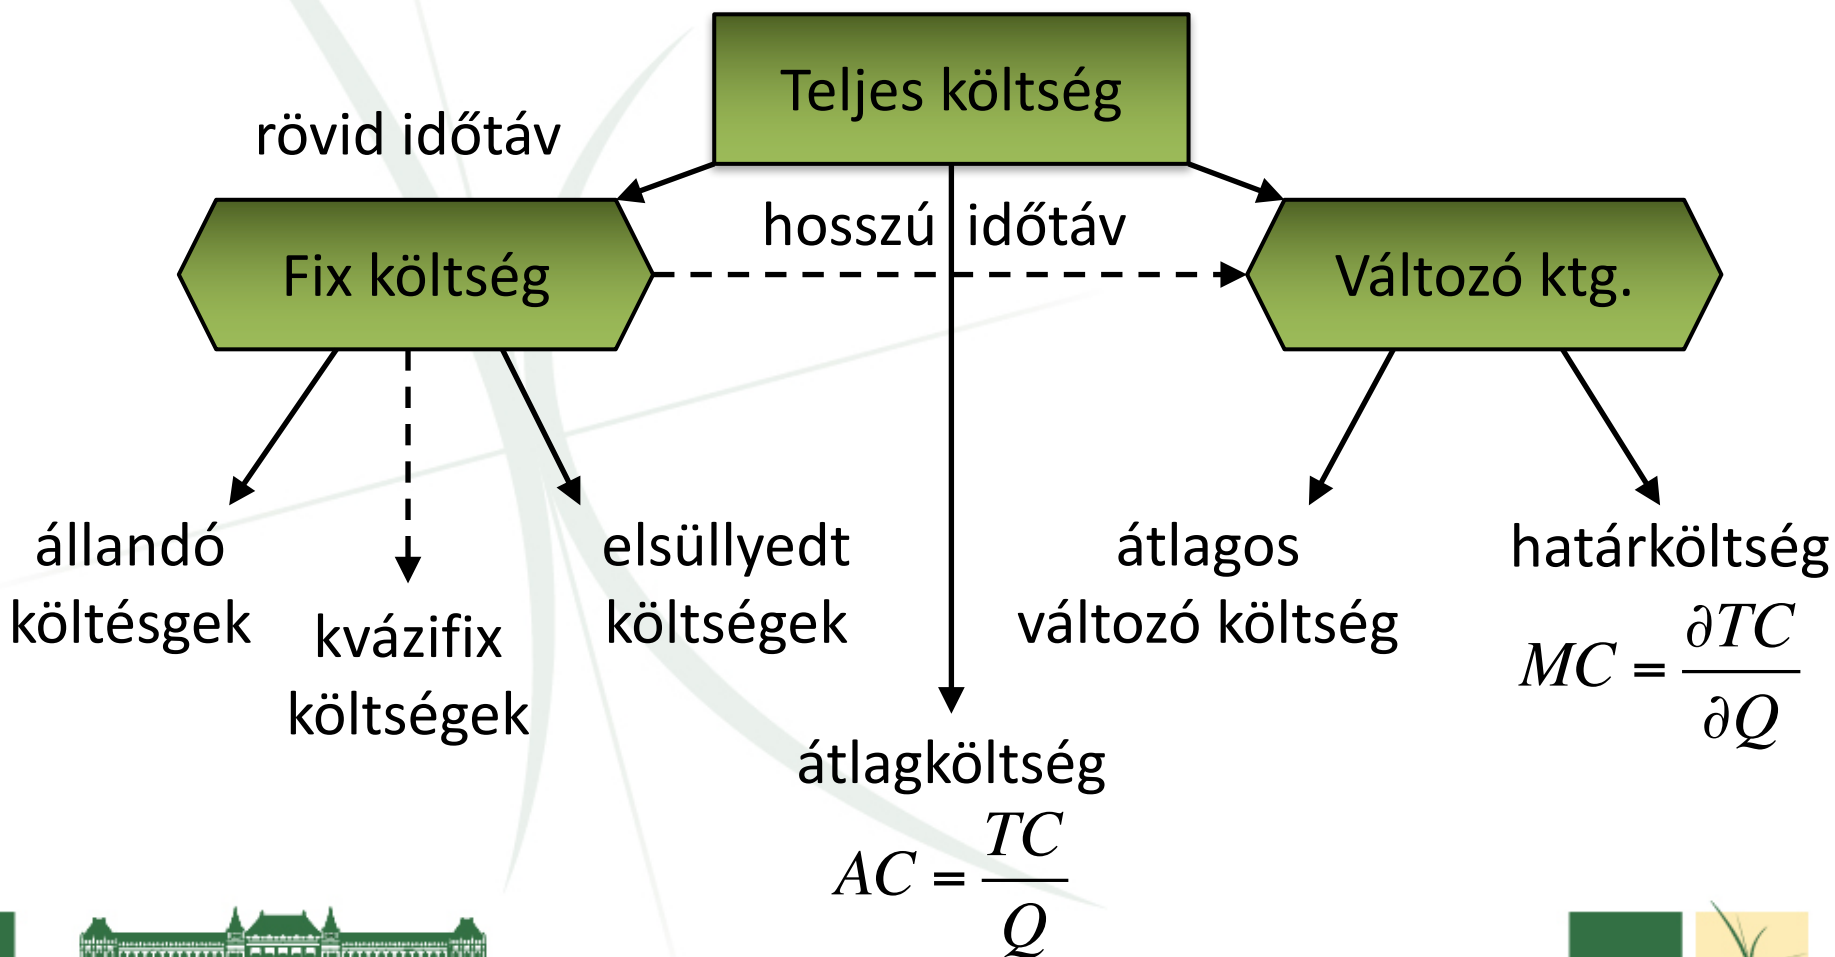 Teljes költség
rövid időtáv
hosszú időtáv
Fix költség
Változó ktg.
állandó
költésgek
kvázifix
költségek
elsüllyedt
költségek
átlagos
változó költség
határköltség
MC = ∂TC / ∂Q
átlagköltség
AC = TC / Q